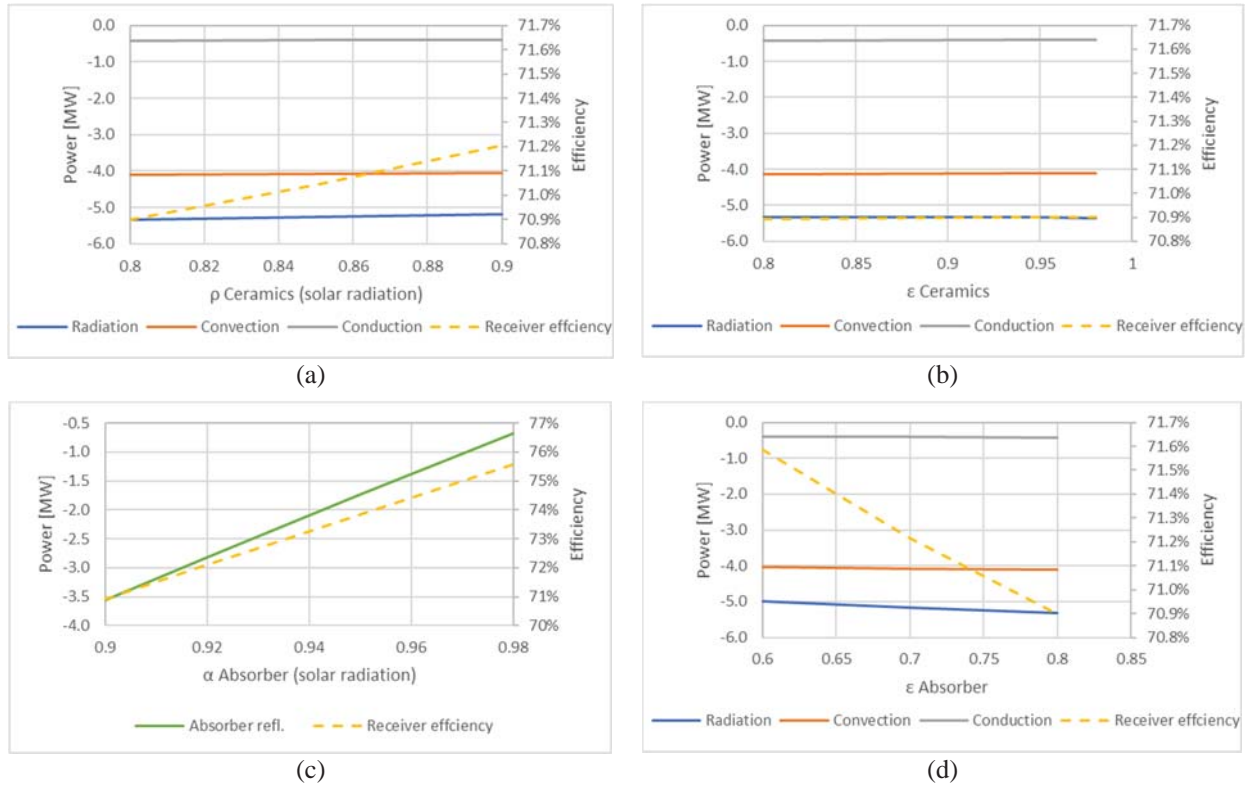 0.0 71.7%
-1.0 71.6%
71.5%
-2.0 71.4%
-3.0 71.3%
71.2%
-4.0 71.1%
71.0%
-5.0 70.9%
-6.0 70.8%
Power [MW]
Efficiency
0.8 0.82 0.84 0.86 0.88 0.9
ρ Ceramics (solar radiation)
Radiation Convection Conduction Receiver effciency
(a)
0.0 71.7%
-1.0 71.6%
71.5%
-2.0 71.4%
-3.0 71.3%
71.2%
-4.0 71.1%
71.0%
-5.0 70.9%
-6.0 70.8%
Power [MW]
Efficiency
0.8 0.85 0.9 0.95 1
ε Ceramics
Radiation Convection Conduction Receiver effciency
(b)
-0.5 77%
-1.0 76%
-1.5 75%
-2.0 74%
-2.5 73%
-3.0 72%
-3.5 71%
-4.0 70%
Power [MW]
Efficiency
0.9 0.92 0.94 0.96 0.98
α Absorber (solar radiation)
Absorber refl. Receiver effciency
(c)
0.0 71.7%
-1.0 71.6%
71.5%
-2.0 71.4%
-3.0 71.3%
71.2%
-4.0 71.1%
71.0%
-5.0 70.9%
-6.0 70.8%
Power [MW]
Efficiency
0.6 0.65 0.7 0.75 0.8 0.85
ε Absorber
Radiation Convection Conduction Receiver effciency
(d)